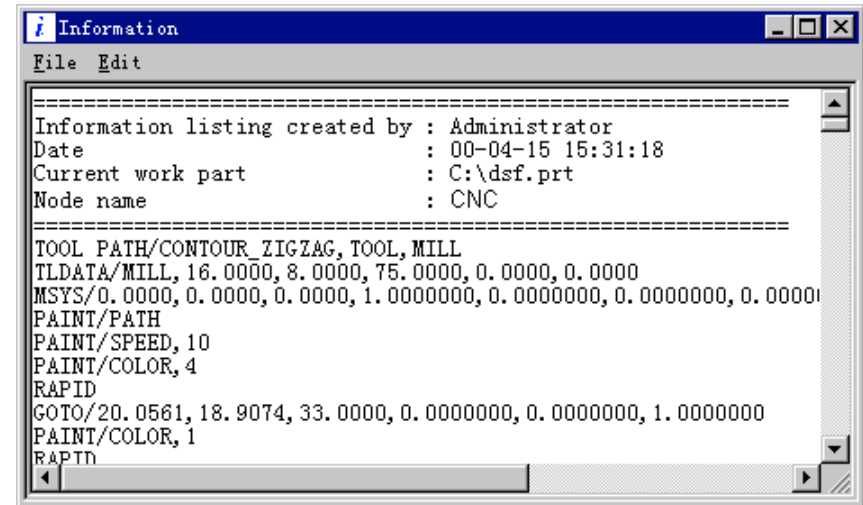 i Information
File Edit
============================================================
Information listing created by : Administrator
Date : 00-04-15 15:31:18
Current work part : C:\dsf.prt
Node name : CNC
============================================================
TOOL PATH/CONTOUR_ZIGZAG,TOOL,MILL
TLDATA/MILL,16.0000,8.0000,75.0000,0.0000,0.0000
MSYS/0.0000,0.0000,0.0000,1.0000000,0.0000000,0.0000000,0.0000
PAINT/PATH
PAINT/SPEED,10
PAINT/COLOR,4
RAPID
GOTO/20.0561,18.9074,33.0000,0.0000000,0.0000000,1.0000000
PAINT/COLOR,1
RAPID